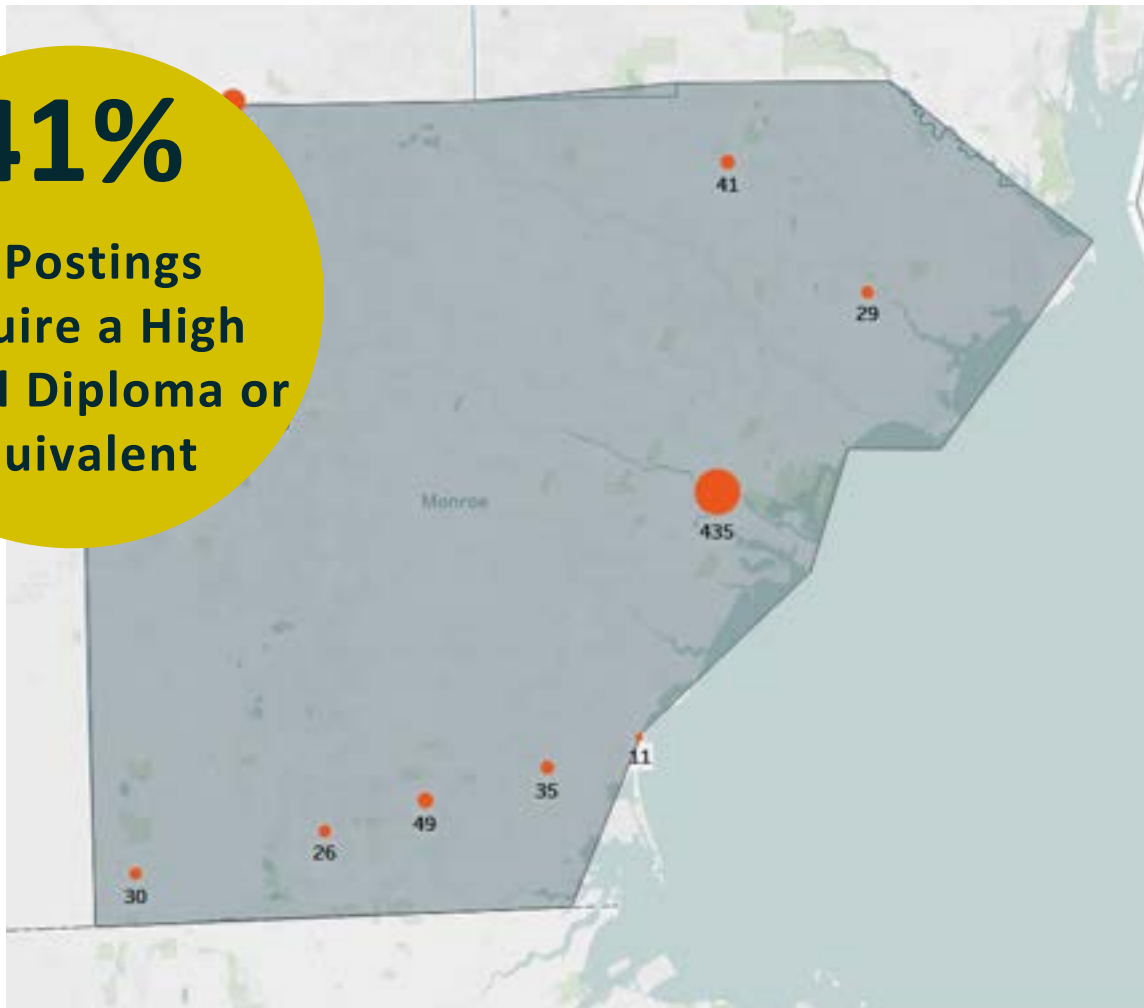 41%
Postings
uire a High
Diploma or
uivalent
41
29
Monroe
435
11
35
49
26
30